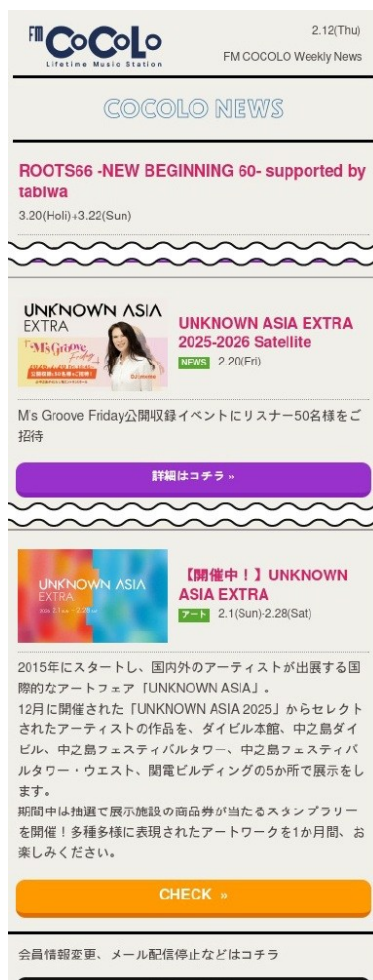 FM COCOLO
Lifetime Music Station
2.12(Thu)
FM COCOLO Weekly News
COCOLO NEWS
ROOTS66 -NEW BEGINNING 60- supported by
tabiwa
3.20(Holi)+3.22(Sun)
UNKNOWN ASIA
EXTRA
M's Groove
Friday
UNKNOWN ASIA EXTRA
2025-2026 Satellite
NEWS 2.20(Fri)
M's Groove Friday公開収録イベントにリスナー50名様をご
招待
詳細はコチラ »
UNKNOWN ASIA
EXTRA
【開催中！】UNKNOWN
ASIA EXTRA
アート 2.1(Sun)-2.28(Sat)
2015年にスタートし、国内外のアーティストが出展する国
際的なアートフェア「UNKNOWN ASIA」。
12月に開催された「UNKNOWN ASIA 2025」からセレクト
されたアーティストの作品を、ダイビル本館、中之島ダイ
ビル、中之島フェスティバルタワー、中之島フェスティバ
ルタワー・ウエスト、関電ビルディングの5か所で展示をし
ます。
期間中は抽選で展示施設の商品券が当たるスタンプラリー
を開催！多種多様に表現されたアートワークを1か月間、お
楽しみください。
CHECK »
会員情報変更、メール配信停止などはコチラ